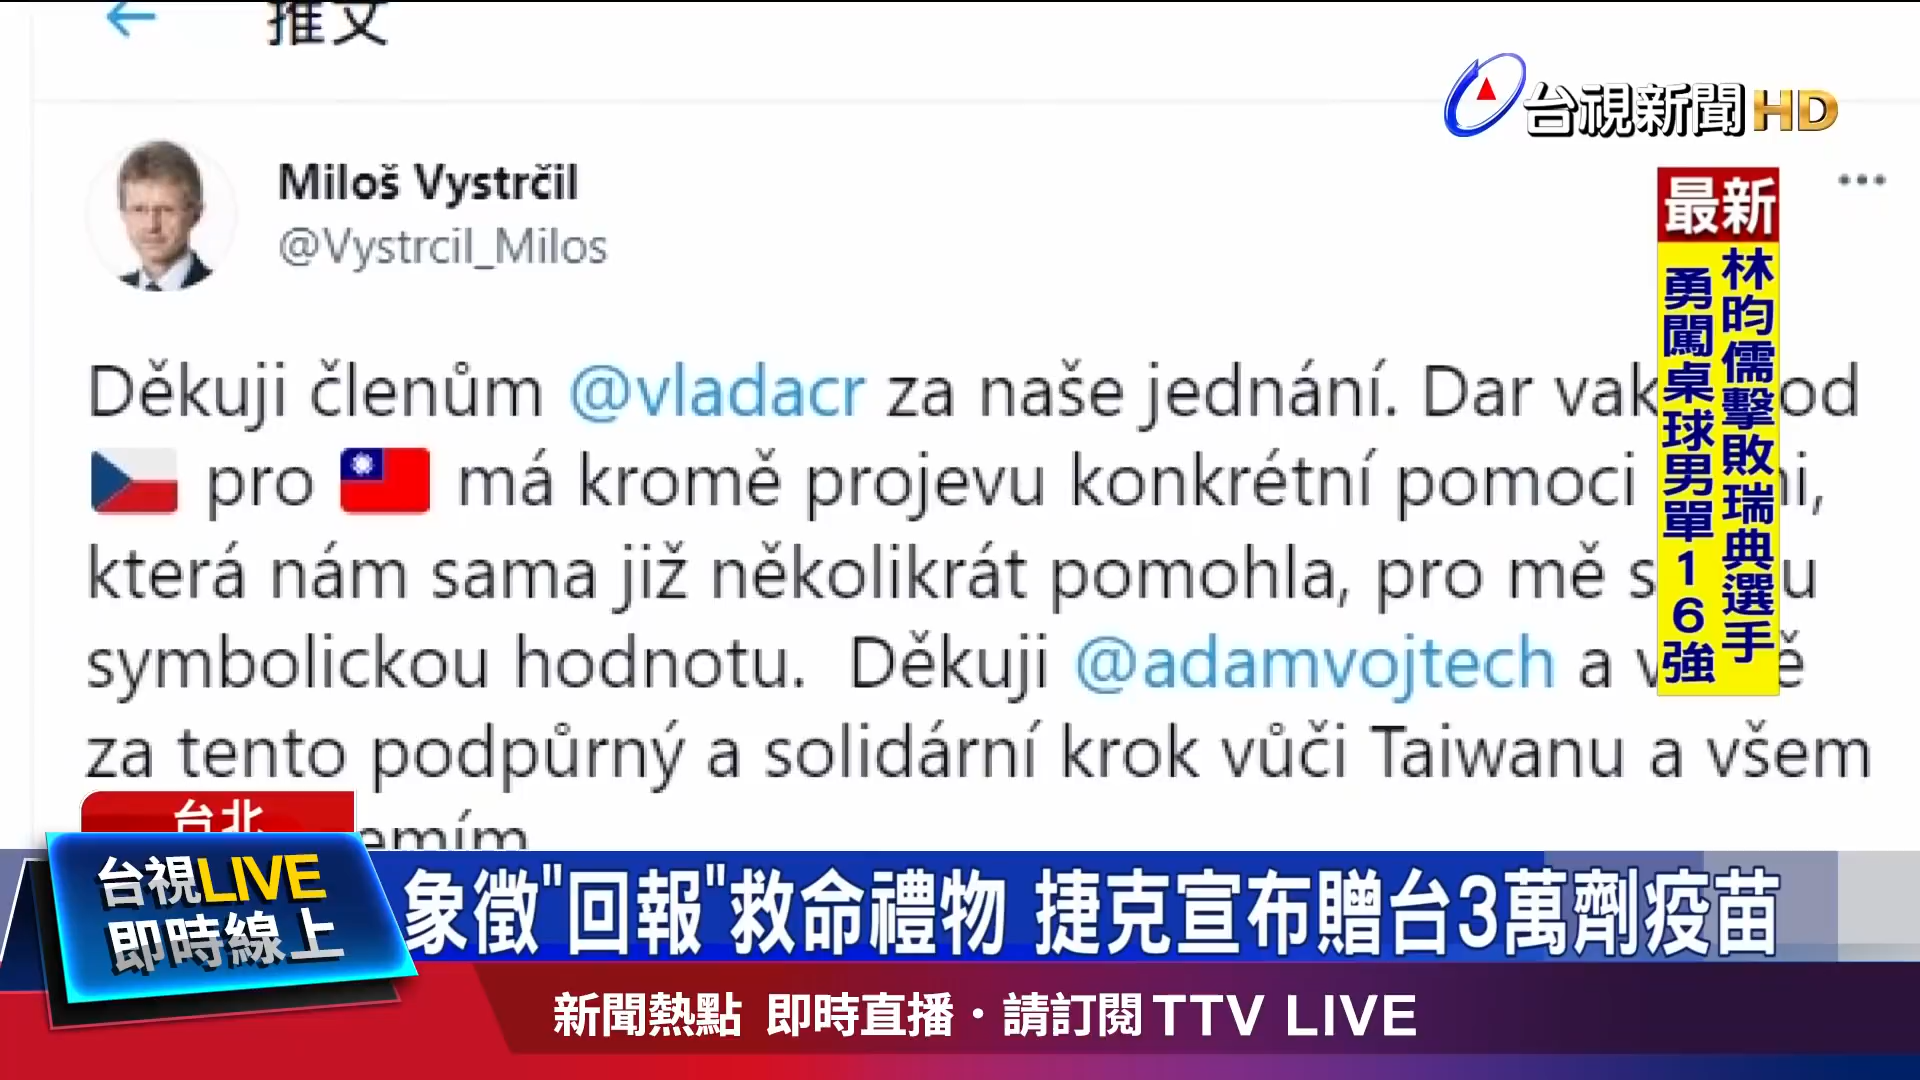 推文
台視新聞HD
Miloš Vystrčil
@Vystrcil_Milos
Děkuji členům @vladacr za naše jednání. Dar od
pro má kromě projevu konkrétní pomoci
která nám sama již několikrát pomohla, pro mě
symbolickou hodnotu. Děkuji @adamvojtech a
za tento podpůrný a solidární krok vůči Taiwanu a všem
最新
林昀儒擊敗瑞典選手
勇闖桌球男單16強
台北
台視LIVE
即時線上
象徵"回報"救命禮物 捷克宣布贈台3萬劑疫苗
新聞熱點 即時直播・請訂閱TTV LIVE